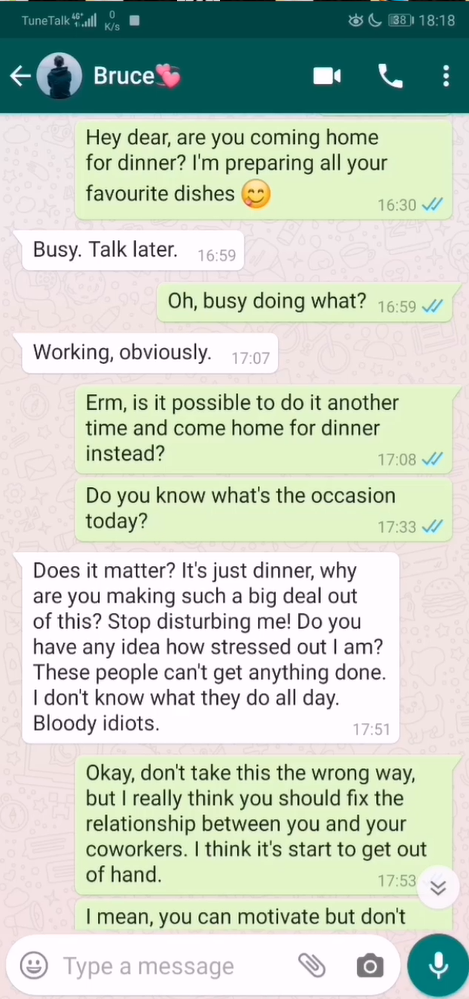 TuneTalk 4G+ 0 K/s 38 18:18
Bruce💕
Hey dear, are you coming home
for dinner? I'm preparing all your
favourite dishes 😋
16:30
Busy. Talk later. 16:59
Oh, busy doing what? 16:59
Working, obviously. 17:07
Erm, is it possible to do it another
time and come home for dinner
instead?
17:08
Do you know what's the occasion
today?
17:33
Does it matter? It's just dinner, why
are you making such a big deal out
of this? Stop disturbing me! Do you
have any idea how stressed out I am?
These people can't get anything done.
I don't know what they do all day.
Bloody idiots.
17:51
Okay, don't take this the wrong way,
but I really think you should fix the
relationship between you and your
coworkers. I think it's start to get out
of hand.
17:53
I mean, you can motivate but don't
Type a message